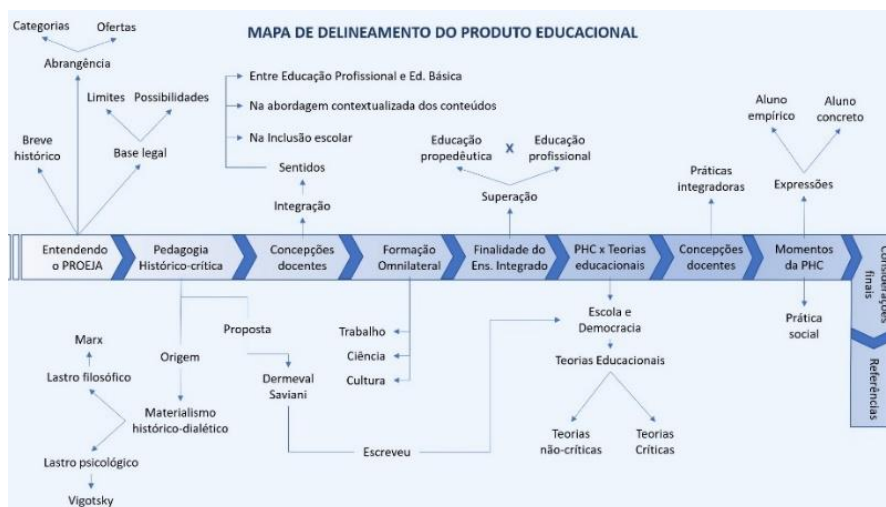 MAPA DE DELINEAMENTO DO PRODUTO EDUCACIONAL
Categorias
Ofertas
Abrangência
Limites
Possibilidades
Breve
histórico
Base legal
Entre Educação Profissional e Ed. Básica
Na abordagem contextualizada dos conteúdos
Na Inclusão escolar
Sentidos
Integração
Educação
propedêutica
X
Educação
profissional
Superação
Práticas
integradoras
Aluno
empírico
Aluno
concreto
Expressões
Entendendo
o PROEJA
Pedagogia
Histórico-crítica
Concepções
docentes
Formação
Omnilateral
Finalidade do
Ens. Integrado
PHC x Teorias
educacionais
Concepções
docentes
Momentos
da PHC
Considerações
finais
Referências
Marx
Lastro filosófico
Lastro psicológico
Vigotsky
Origem
Materialismo
histórico-dialético
Proposta
Dermeval
Saviani
Escreveu
Trabalho
Ciência
Cultura
Escola e
Democracia
Teorias Educacionais
Teorias
não-críticas
Teorias
Críticas
Prática
social